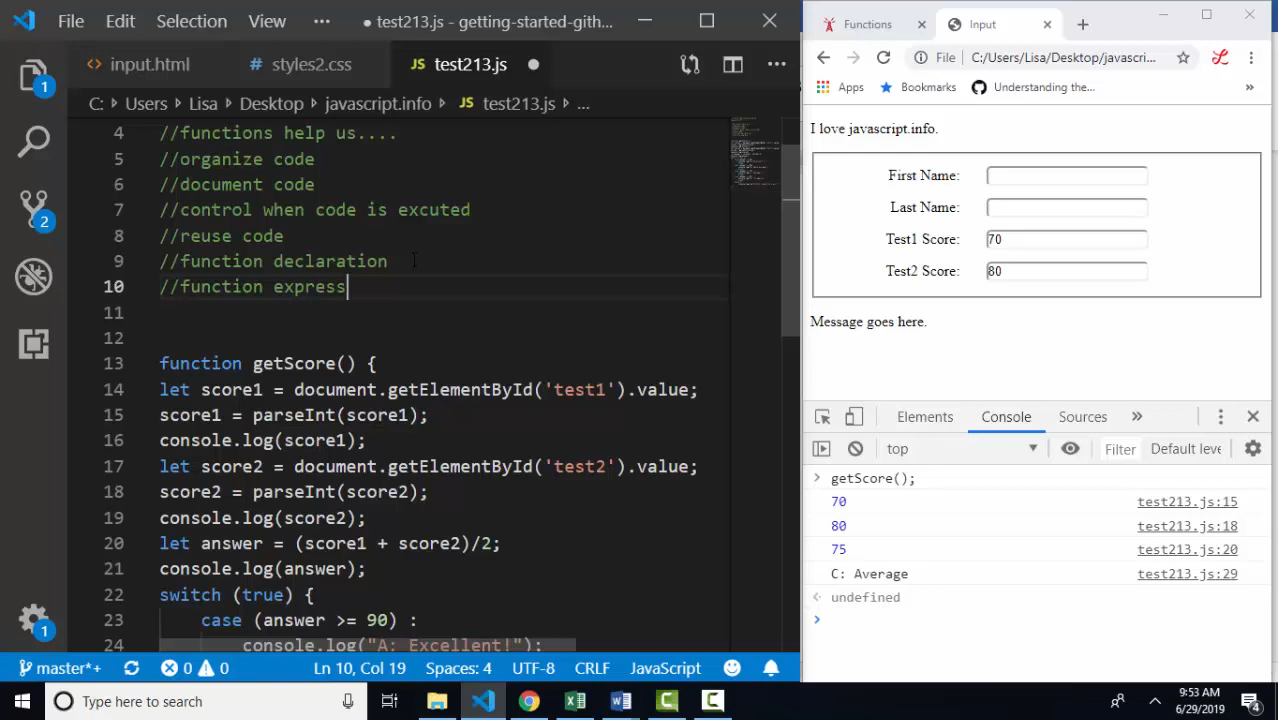 File Edit Selection View ••• ● test213.js - getting-started-gith...
<> input.html # styles2.css JS test213.js ●
C: > Users > Lisa > Desktop > javascript.info > JS test213.js > ...
4 //functions help us....
5 //organize code
6 //document code
7 //control when code is excuted
8 //reuse code
9 //function declaration
10 //function express
11
12
13 function getScore() {
14 let score1 = document.getElementById('test1').value;
15 score1 = parseInt(score1);
16 console.log(score1);
17 let score2 = document.getElementById('test2').value;
18 score2 = parseInt(score2);
19 console.log(score2);
20 let answer = (score1 + score2)/2;
21 console.log(answer);
22 switch (true) {
23 case (answer >= 90) :
24 console.log("A: Excellent!");
1
2
1
master*+ 0 0 Ln 10, Col 19 Spaces: 4 UTF-8 CRLF JavaScript
Functions Input
File C:/Users/Lisa/Desktop/javascri...
Apps Bookmarks Understanding the... »
I love javascript.info.
First Name:
Last Name:
Test1 Score: 70
Test2 Score: 80
Message goes here.
Elements Console Sources »
top Filter Default leve
> getScore();
70 test213.js:15
80 test213.js:18
75 test213.js:20
C: Average test213.js:29
undefined
>
Type here to search
9:53 AM
6/29/2019
4